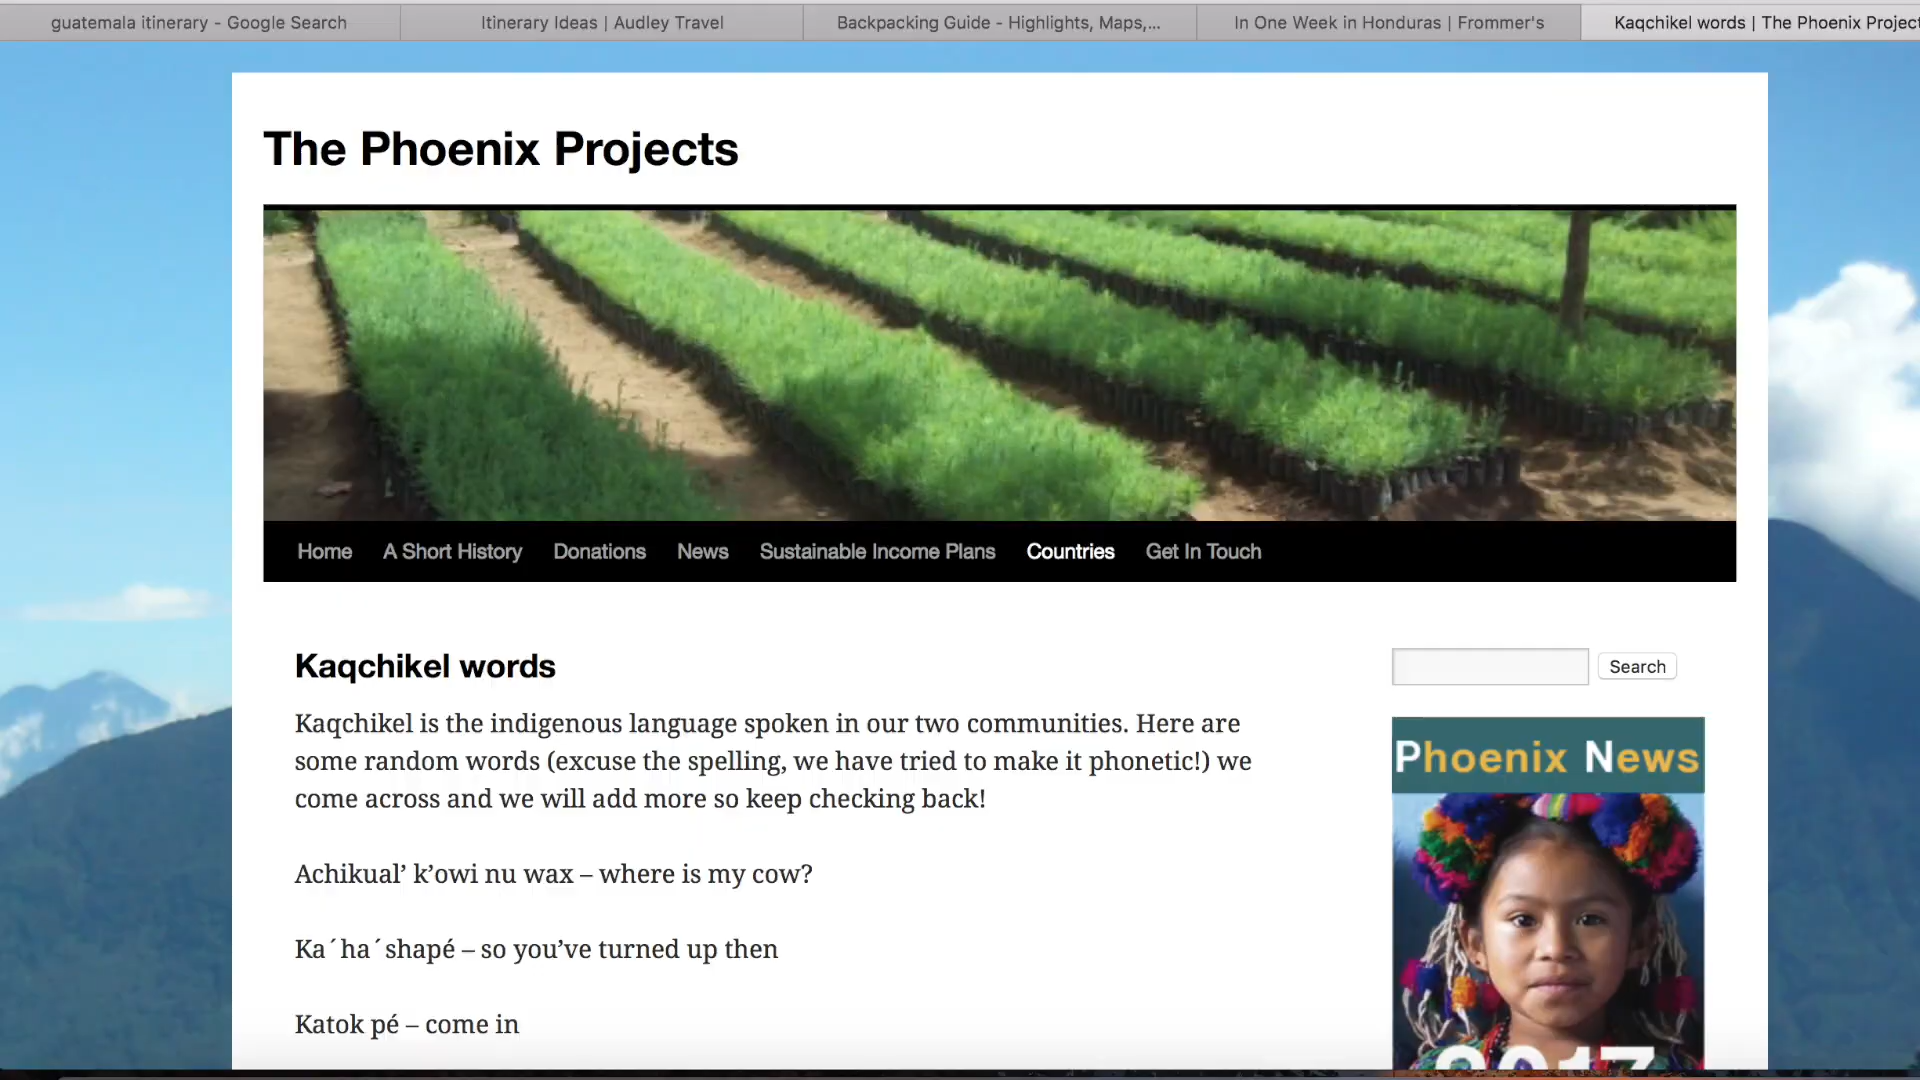 guatemala itinerary - Google Search
Itinerary Ideas | Audley Travel
Backpacking Guide - Highlights, Maps,...
In One Week in Honduras | Frommer's
Kaqchikel words | The Phoenix Project
The Phoenix Projects
Home
A Short History
Donations
News
Sustainable Income Plans
Countries
Get In Touch
Kaqchikel words
Kaqchikel is the indigenous language spoken in our two communities. Here are
some random words (excuse the spelling, we have tried to make it phonetic!) we
come across and we will add more so keep checking back!
Achikual’ k’owi nu wax – where is my cow?
Ka´ha´shapé – so you’ve turned up then
Katok pé – come in
Search
Phoenix News
2017